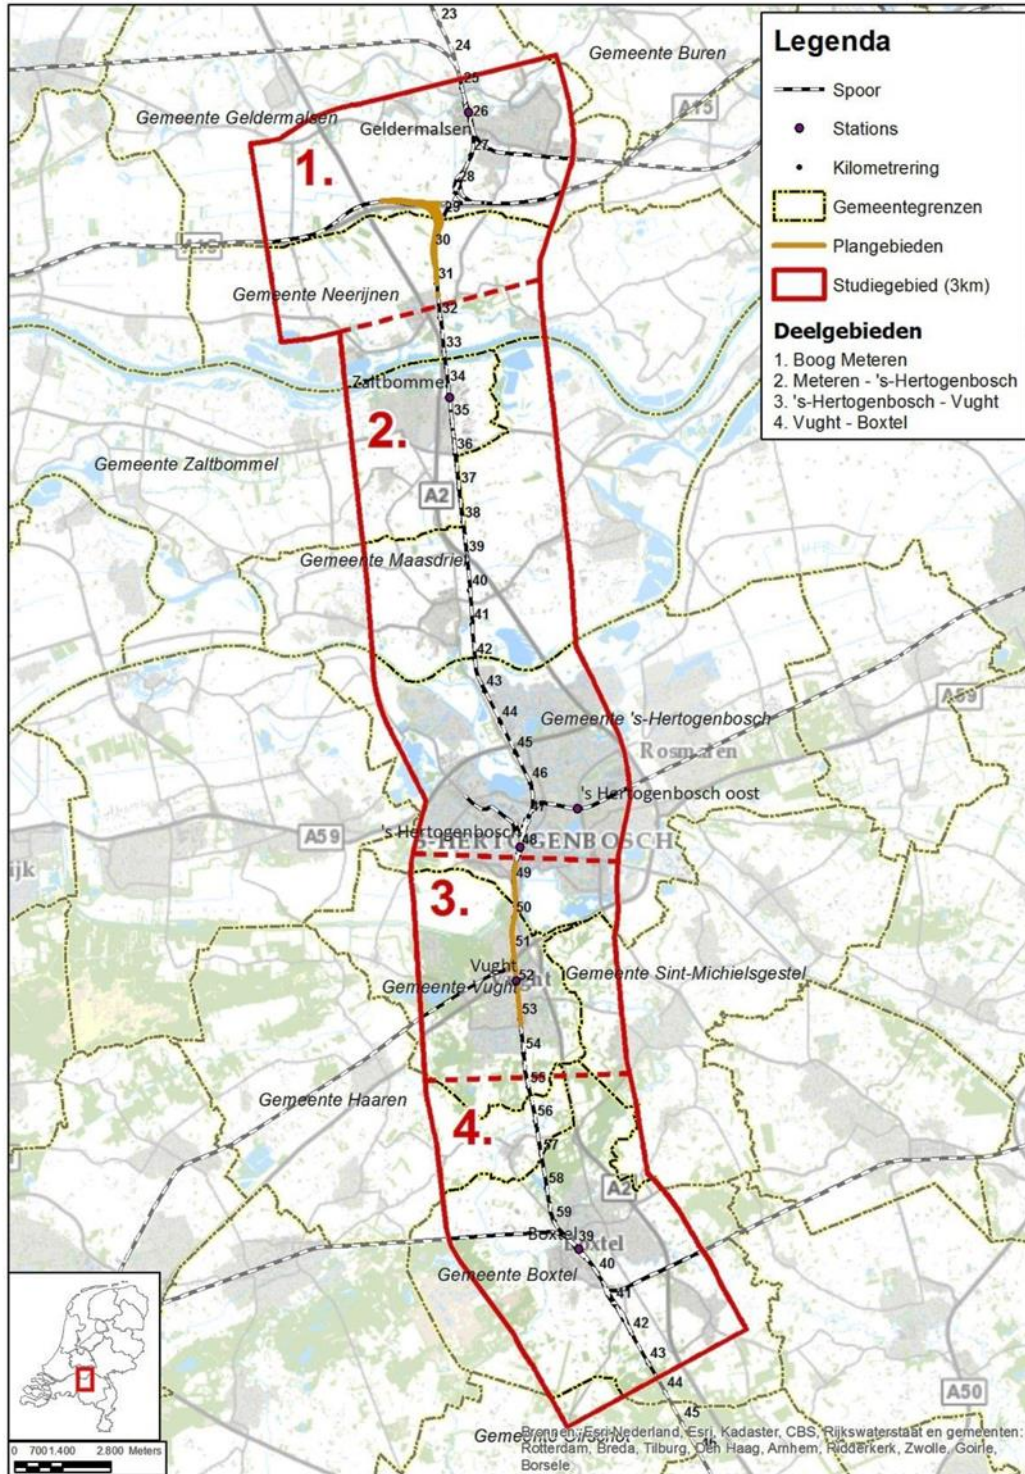 23
24
25
26
27
28
29
30
31
32
33
34
35
36
37
38
39
40
41
42
43
44
45
46
47
48
49
50
51
52
53
54
55
56
57
58
59
39
40
41
42
43
44
45
46
Gemeente Buren
A15
Gemeente Geldermalsen
Geldermalsen
1.
Gemeente Neerijnen
Zaltbommel
2.
Gemeente Zaltbommel
A2
Gemeente Maasdriel
A59
Gemeente 's-Hertogenbosch
Rosmalen
's Hertogenbosch oost
's Hertogenbosch
A59
'S-HERTOGENBOSCH
ijk
3.
Vught
Vught
Gemeente Vught
Gemeente Sint-Michielsgestel
Gemeente Haaren
4.
A2
Boxtel
Boxtel
Gemeente Boxtel
A50
Legenda
Spoor
Stations
Kilometrering
Gemeentegrenzen
Plangebieden
Studiegebied (3km)
Deelgebieden
1. Boog Meteren
2. Meteren - 's-Hertogenbosch
3. 's-Hertogenbosch - Vught
4. Vught - Boxtel
0 700 1.400 2.800 Meters
Gemeente Oirschot
Bronnen: Esri Nederland, Esri, Kadaster, CBS, Rijkswaterstaat en gemeenten:
Rotterdam, Breda, Tilburg, Den Haag, Arnhem, Ridderkerk, Zwolle, Goirle,
Borsele